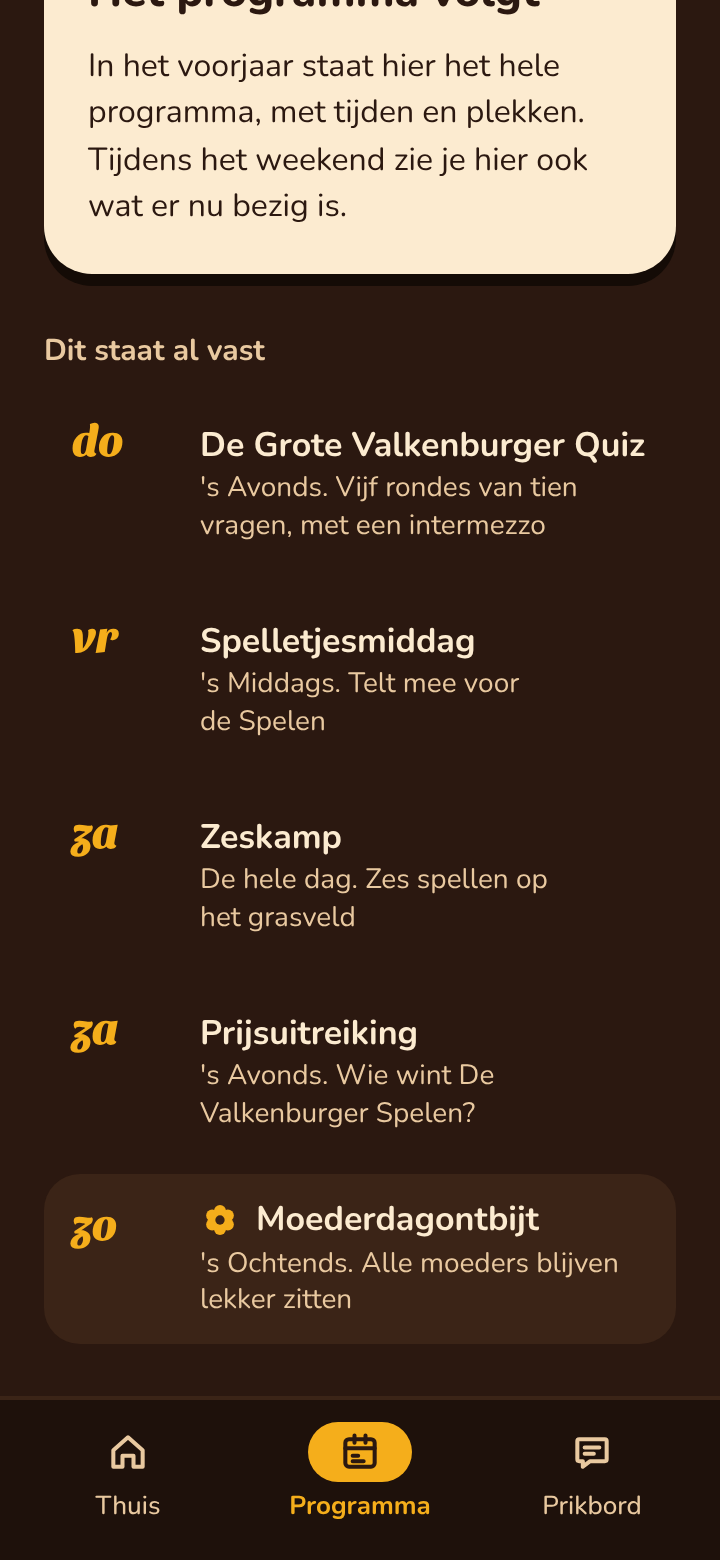 Het programma volgt
In het voorjaar staat hier het hele
programma, met tijden en plekken.
Tijdens het weekend zie je hier ook
wat er nu bezig is.
Dit staat al vast
do
De Grote Valkenburger Quiz
's Avonds. Vijf rondes van tien
vragen, met een intermezzo
vr
Spelletjesmiddag
's Middags. Telt mee voor
de Spelen
za
Zeskamp
De hele dag. Zes spellen op
het grasveld
za
Prijsuitreiking
's Avonds. Wie wint De
Valkenburger Spelen?
zo
Moederdagontbijt
's Ochtends. Alle moeders blijven
lekker zitten
Thuis
Programma
Prikbord